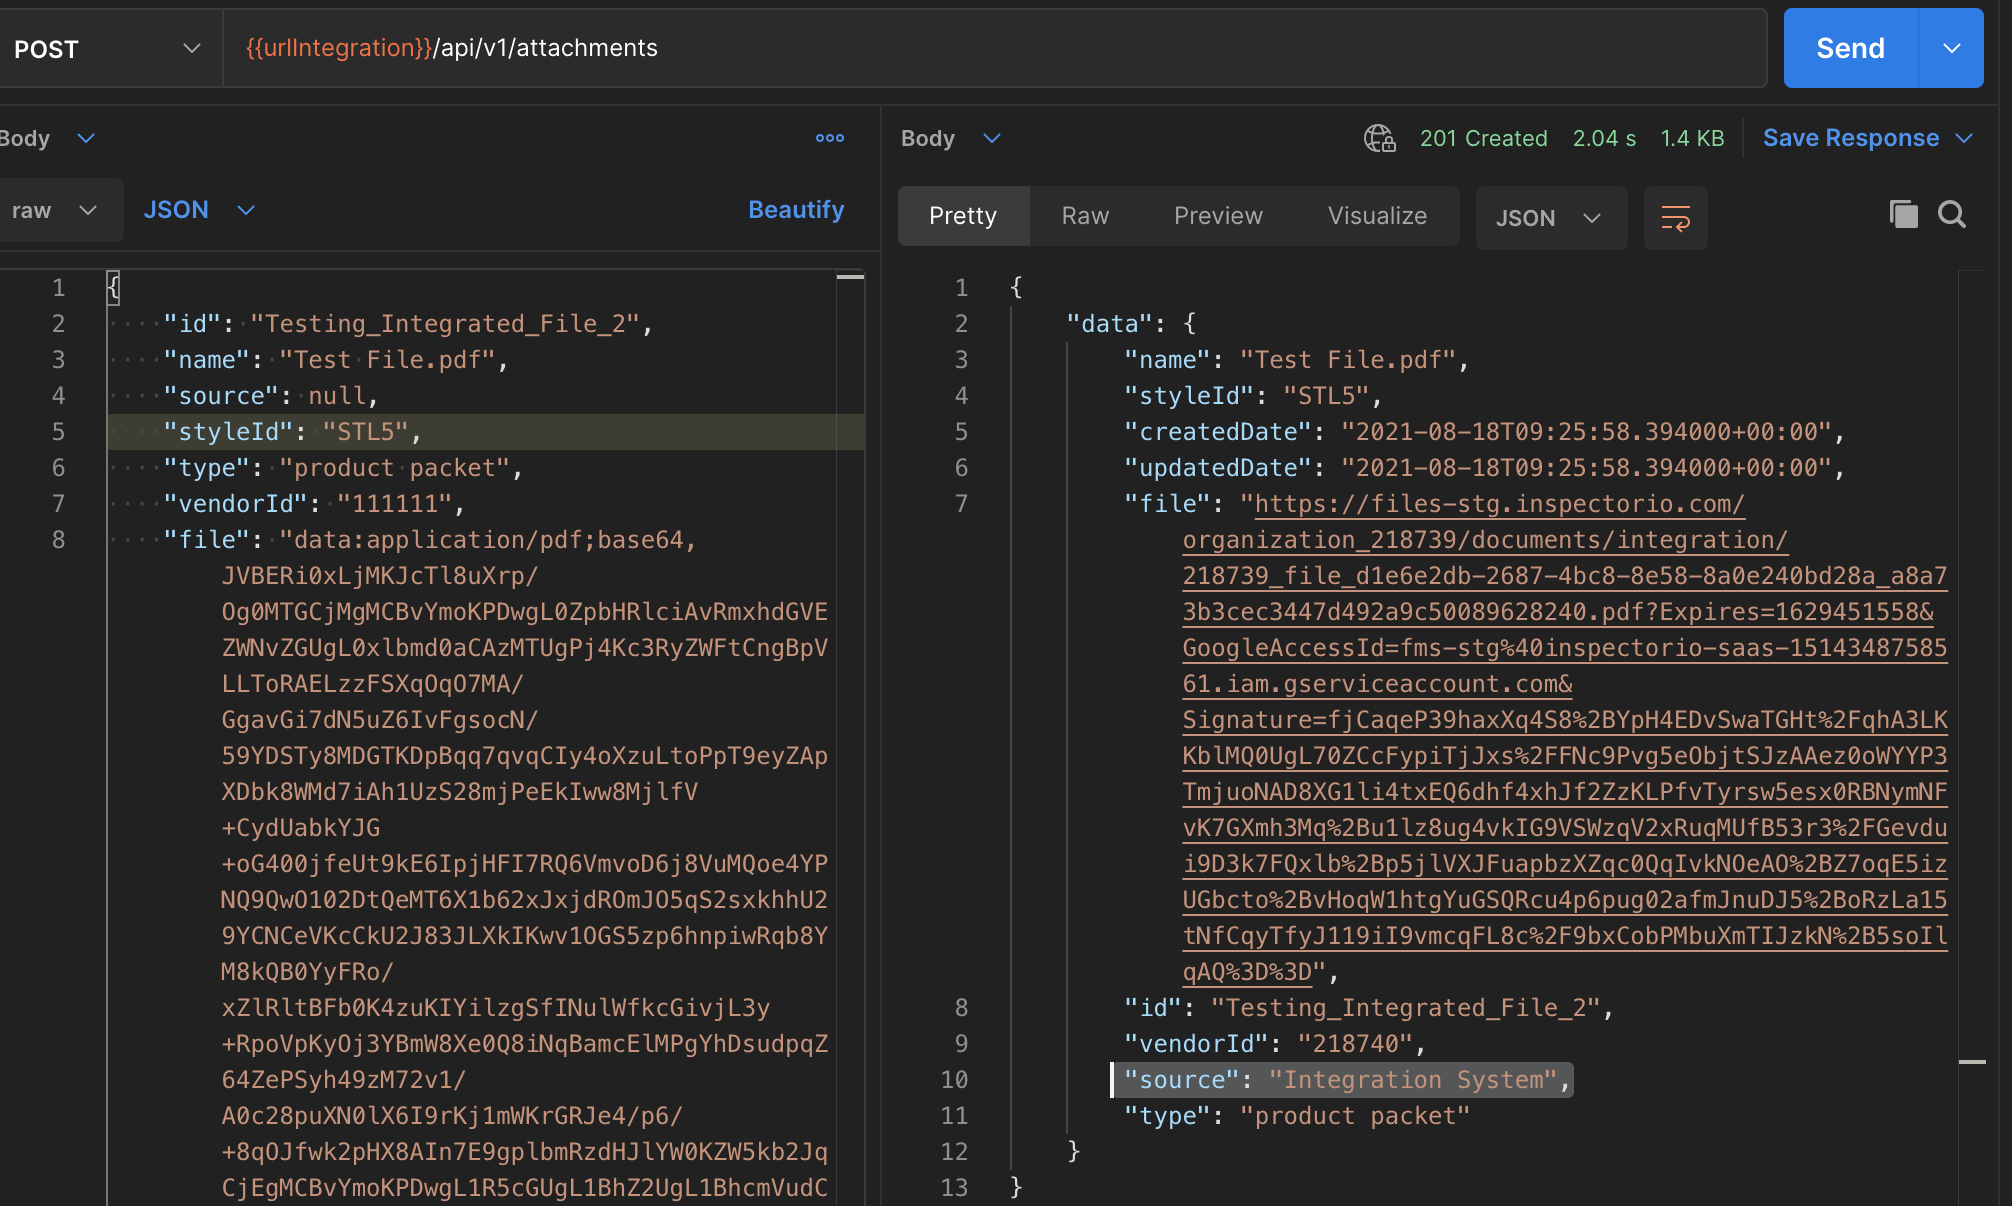 POST {{urlIntegration}}/api/v1/attachments Send
Body
raw JSON Beautify
1 {
2 "id": "Testing_Integrated_File_2",
3 "name": "Test File.pdf",
4 "source": null,
5 "styleId": "STL5",
6 "type": "product packet",
7 "vendorId": "111111",
8 "file": "data:application/pdf;base64,
JVBERi0xLjMKJcTl8uXrp/
Og0MTGCjMgMCBvYmoKPDwgL0ZpbHRlciAvRmxhdGVE
ZWNvZGUgL0xlbmd0aCAzMTUgPj4Kc3RyZWFtCngBpV
LLToRAELzzFSXqOqO7MA/
GgavGi7dN5uZ6IvFgsocN/
59YDSTy8MDGTKDpBqq7qvqCIy4oXzuLtoPpT9eyZAp
XDbk8WMd7iAh1UzS28mjPeEkIww8MjlfV
+CydUabkYJG
+oG400jfeUt9kE6IpjHFI7RQ6VmvoD6j8VuMQoe4YP
NQ9QwO102DtQeMT6X1b62xJxjdROmJO5qS2sxkhhU2
9YCNCeVKcCkU2J83JLXkIKwv1OGS5zp6hnpiwRqb8Y
M8kQB0YyFRo/
xZlRltBFb0K4zuKIYilzgSfINulWfkcGivjL3y
+RpoVpKyOj3YBmW8Xe0Q8iNqBamcElMPgYhDsudpqZ
64ZePSyh49zM72v1/
A0c28puXN0lX6I9rKj1mWKrGRJe4/p6/
+8qOJfwk2pHX8AIn7E9gplbmRzdHJlYW0KZW5kb2Jq
CjEgMCBvYmoKPDwgL1R5cGUgL1BhZ2UgL1BhcmVudC
Body 201 Created 2.04 s 1.4 KB Save Response
Pretty Raw Preview Visualize JSON
1 {
2 "data": {
3 "name": "Test File.pdf",
4 "styleId": "STL5",
5 "createdDate": "2021-08-18T09:25:58.394000+00:00",
6 "updatedDate": "2021-08-18T09:25:58.394000+00:00",
7 "file": "https://files-stg.inspectorio.com/
organization_218739/documents/integration/
218739_file_d1e6e2db-2687-4bc8-8e58-8a0e240bd28a_a8a7
3b3cec3447d492a9c50089628240.pdf?Expires=1629451558&
GoogleAccessId=fms-stg%40inspectorio-saas-15143487585
61.iam.gserviceaccount.com&
Signature=fjCaqeP39haxXq4S8%2BYpH4EDvSwaTGHt%2FqhA3LK
KblMQ0UgL70ZCcFypiTjJxs%2FFNc9Pvg5eObjtSJzAAez0oWYYP3
TmjuoNAD8XG1li4txEQ6dhf4xhJf2ZzKLPfvTyrsw5esx0RBNymNF
vK7GXmh3Mq%2Bu1lz8ug4vkIG9VSWzqV2xRuqMUfB53r3%2FGevdu
i9D3k7FQxlb%2Bp5jlVXJFuapbzXZqc0QqIvkNOeAO%2BZ7oqE5iz
UGbcto%2BvHoqW1htgYuGSQRcu4p6pug02afmJnuDJ5%2BoRzLa15
tNfCqyTfyJ119iI9vmcqFL8c%2F9bxCobPMbuXmTIJzkN%2B5soIl
qAQ%3D%3D",
8 "id": "Testing_Integrated_File_2",
9 "vendorId": "218740",
10 "source": "Integration System",
11 "type": "product packet"
12 }
13 }